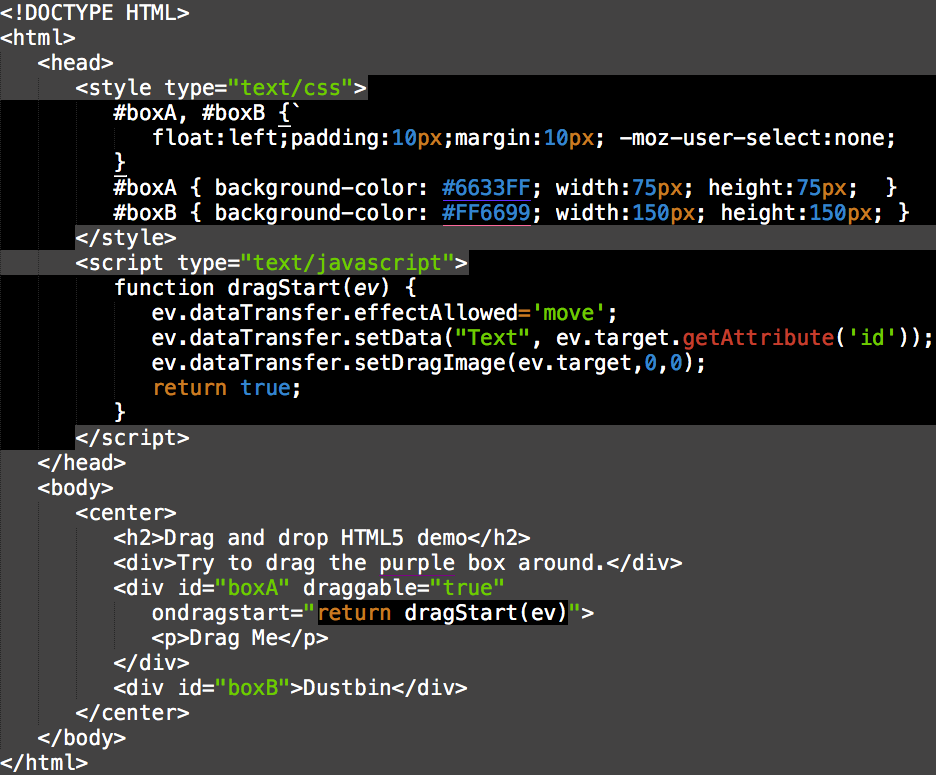 <!DOCTYPE HTML>
<html>
   <head>
      <style type="text/css">
         #boxA, #boxB {`
            float:left;padding:10px;margin:10px; -moz-user-select:none;
         }
         #boxA { background-color: #6633FF; width:75px; height:75px;  }
         #boxB { background-color: #FF6699; width:150px; height:150px; }
      </style>
      <script type="text/javascript">
         function dragStart(ev) {
            ev.dataTransfer.effectAllowed='move';
            ev.dataTransfer.setData("Text", ev.target.getAttribute('id'));
            ev.dataTransfer.setDragImage(ev.target,0,0);
            return true;
         }
      </script>
   </head>
   <body>
      <center>
         <h2>Drag and drop HTML5 demo</h2>
         <div>Try to drag the purple box around.</div>
         <div id="boxA" draggable="true"
            ondragstart="return dragStart(ev)">
            <p>Drag Me</p>
         </div>
         <div id="boxB">Dustbin</div>
      </center>
   </body>
</html>